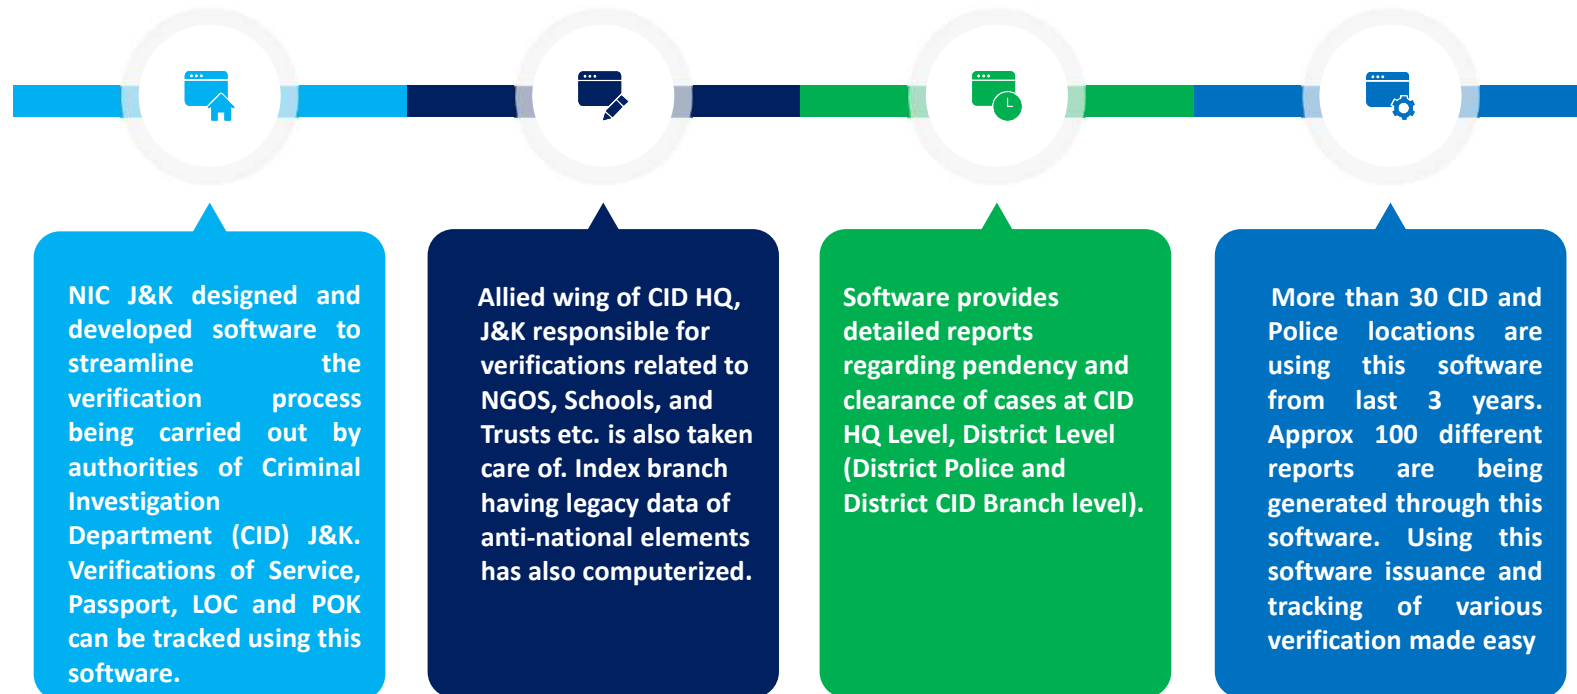 NIC J&K designed and
developed software to
streamline the
verification process
being carried out by
authorities of Criminal
Investigation
Department (CID) J&K.
Verifications of Service,
Passport, LOC and POK
can be tracked using this
software.
Allied wing of CID HQ,
J&K responsible for
verifications related to
NGOS, Schools, and
Trusts etc. is also taken
care of. Index branch
having legacy data of
anti-national elements
has also computerized.
Software provides
detailed reports
regarding pendency and
clearance of cases at CID
HQ Level, District Level
(District Police and
District CID Branch level).
More than 30 CID and
Police locations are
using this software
from last 3 years.
Approx 100 different
reports are being
generated through this
software. Using this
software issuance and
tracking of various
verification made easy